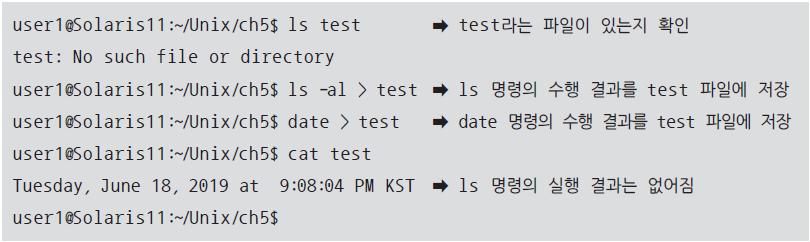 user1@Solaris11:~/Unix/ch5$ ls test ➡ test라는 파일이 있는지 확인
test: No such file or directory
user1@Solaris11:~/Unix/ch5$ ls -al > test ➡ ls 명령의 수행 결과를 test 파일에 저장
user1@Solaris11:~/Unix/ch5$ date > test ➡ date 명령의 수행 결과를 test 파일에 저장
user1@Solaris11:~/Unix/ch5$ cat test
Tuesday, June 18, 2019 at  9:08:04 PM KST ➡ ls 명령의 실행 결과는 없어짐
user1@Solaris11:~/Unix/ch5$